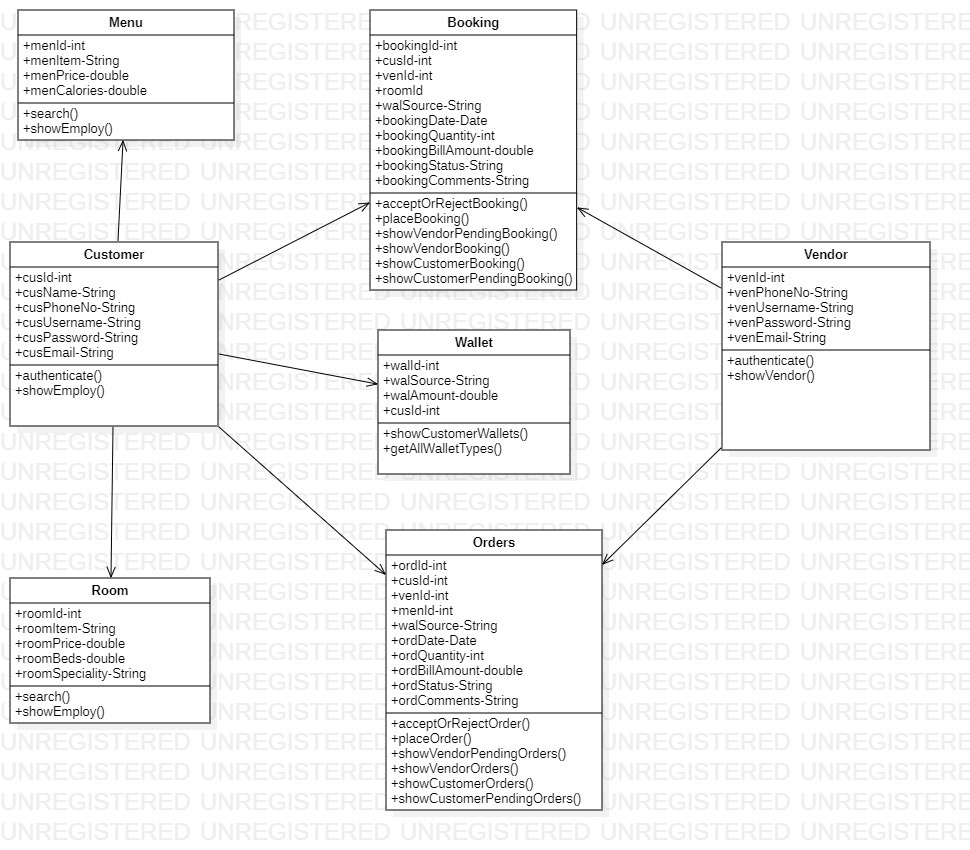 Menu
+menId-int
+menItem-String
+menPrice-double
+menCalories-double
+search()
+showEmploy()
Booking
+bookingId-int
+cusId-int
+venId-int
+roomId
+walSource-String
+bookingDate-Date
+bookingQuantity-int
+bookingBillAmount-double
+bookingStatus-String
+bookingComments-String
+acceptOrRejectBooking()
+placeBooking()
+showVendorPendingBooking()
+showVendorBooking()
+showCustomerBooking()
+showCustomerPendingBooking()
Customer
+cusId-int
+cusName-String
+cusPhoneNo-String
+cusUsername-String
+cusPassword-String
+cusEmail-String
+authenticate()
+showEmploy()
Vendor
+venId-int
+venPhoneNo-String
+venUsername-String
+venPassword-String
+venEmail-String
+authenticate()
+showVendor()
Wallet
+walId-int
+walSource-String
+walAmount-double
+cusId-int
+showCustomerWallets()
+getAllWalletTypes()
Room
+roomId-int
+roomItem-String
+roomPrice-double
+roomBeds-double
+roomSpeciality-String
+search()
+showEmploy()
Orders
+ordId-int
+cusId-int
+venId-int
+menId-int
+walSource-String
+ordDate-Date
+ordQuantity-int
+ordBillAmount-double
+ordStatus-String
+ordComments-String
+acceptOrRejectOrder()
+placeOrder()
+showVendorPendingOrders()
+showVendorOrders()
+showCustomerOrders()
+showCustomerPendingOrders()
UNREGISTERED UNREGISTERED UNREGISTERED UNREGISTERED UNREGISTERED